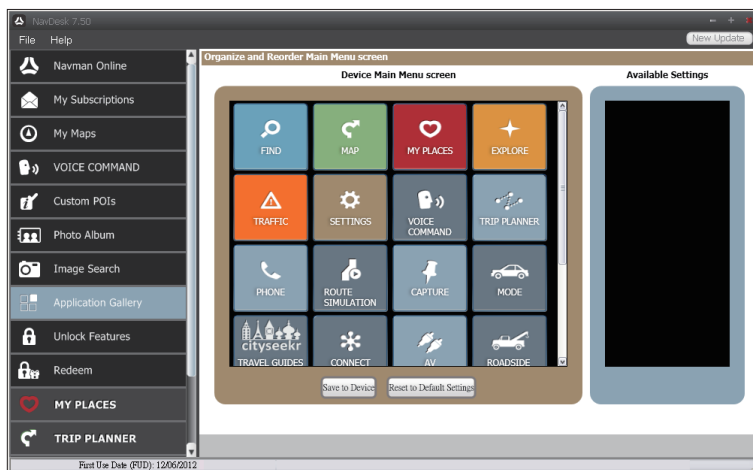 NavDesk 7.50
File Help
New Update
Navman Online
My Subscriptions
My Maps
VOICE COMMAND
Custom POIs
Photo Album
Image Search
Application Gallery
Unlock Features
Redeem
MY PLACES
TRIP PLANNER
Organize and Reorder Main Menu screen
Device Main Menu screen
FIND
MAP
MY PLACES
EXPLORE
TRAFFIC
SETTINGS
VOICE
COMMAND
TRIP PLANNER
PHONE
ROUTE
SIMULATION
CAPTURE
MODE
cityseekr
TRAVEL GUIDES
CONNECT
AV
ROADSIDE
Save to Device
Reset to Default Settings
Available Settings
First Use Date (FUD): 12/06/2012